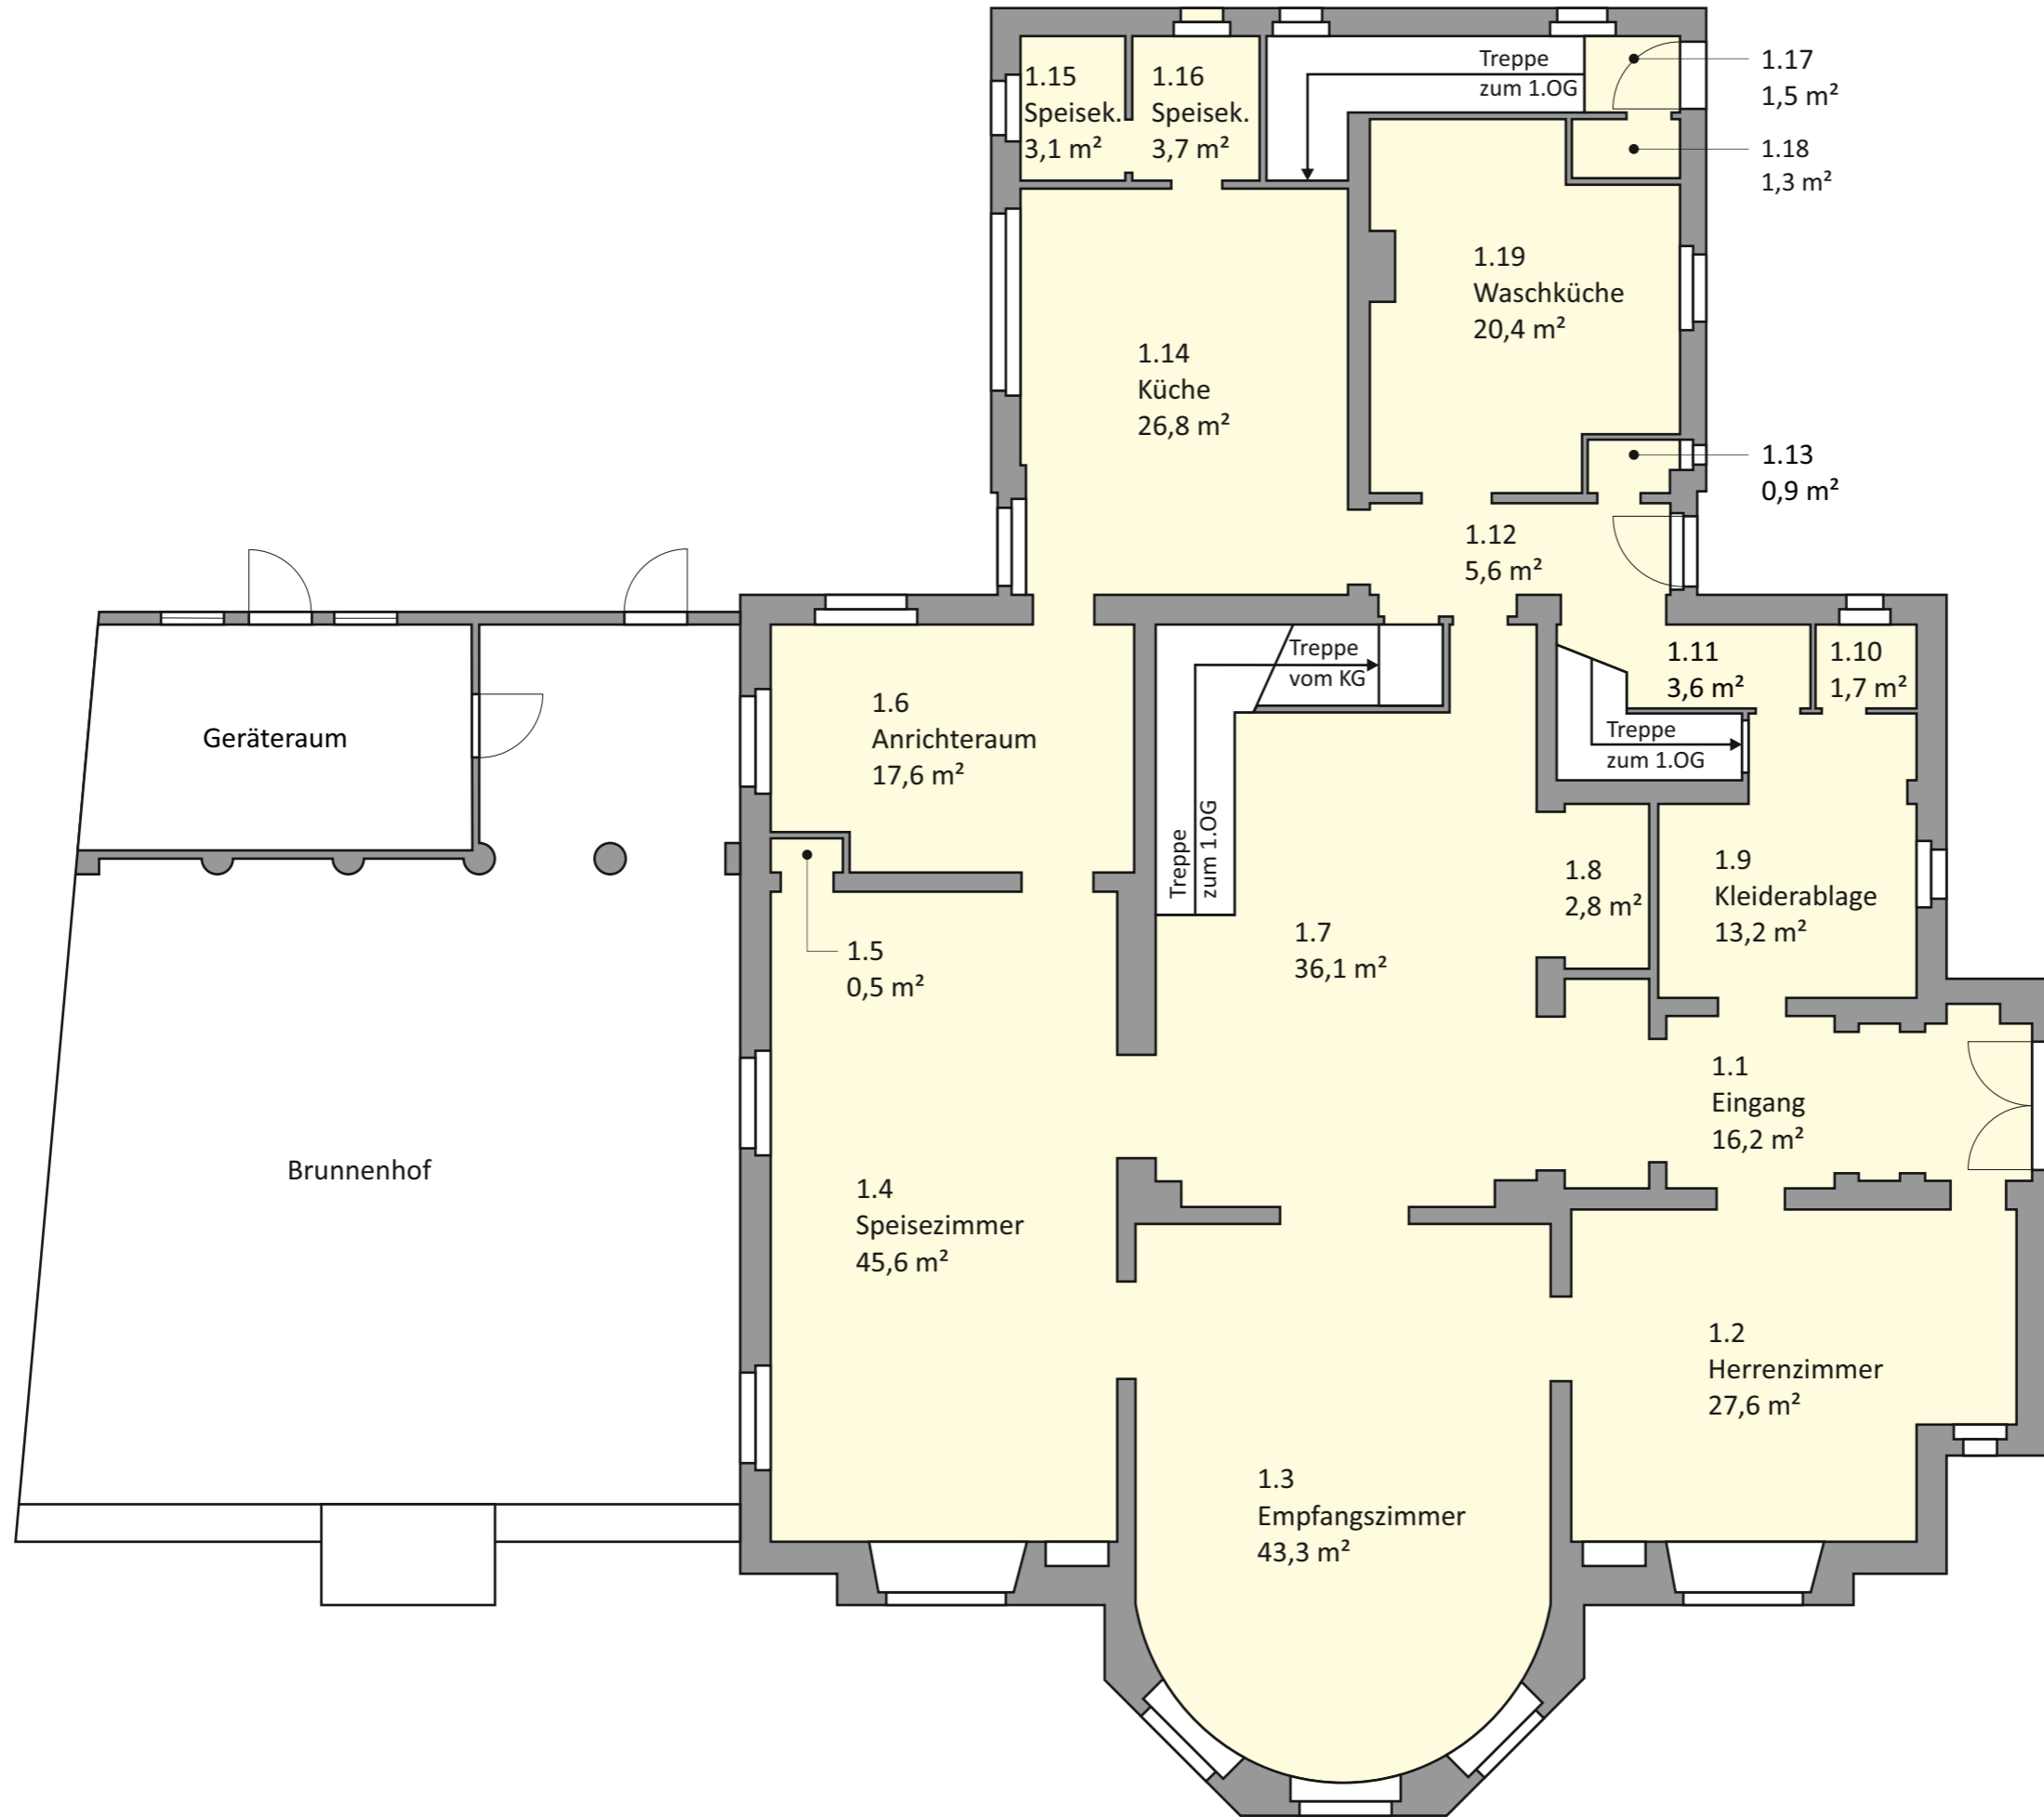 1.15
Speisek.
3,1 m²
1.16
Speisek.
3,7 m²
Treppe
zum 1.OG
1.17
1,5 m²
1.18
1,3 m²
1.19
Waschküche
20,4 m²
1.14
Küche
26,8 m²
1.13
0,9 m²
1.12
5,6 m²
Treppe
vom KG
1.11
3,6 m²
1.10
1,7 m²
1.6
Anrichteraum
17,6 m²
Geräteraum
Treppe
zum 1.OG
Treppe
zum 1.OG
1.8
2,8 m²
1.9
Kleiderablage
13,2 m²
1.5
0,5 m²
1.7
36,1 m²
1.1
Eingang
16,2 m²
Brunnenhof
1.4
Speisezimmer
45,6 m²
1.2
Herrenzimmer
27,6 m²
1.3
Empfangszimmer
43,3 m²